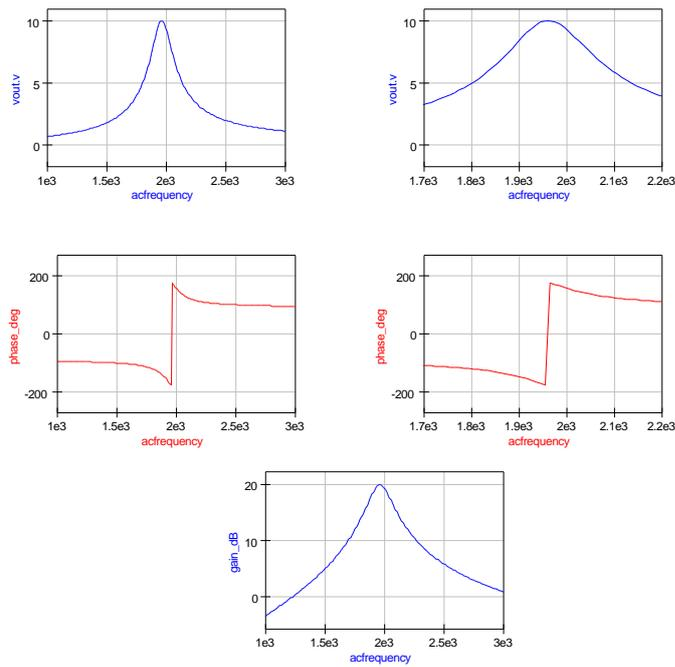 vout.v
10
5
0
1e3 1.5e3 2e3 2.5e3 3e3
acfrequency
vout.v
10
5
0
1.7e3 1.8e3 1.9e3 2e3 2.1e3 2.2e3
acfrequency
phase_deg
200
0
-200
1e3 1.5e3 2e3 2.5e3 3e3
acfrequency
phase_deg
200
0
-200
1.7e3 1.8e3 1.9e3 2e3 2.1e3 2.2e3
acfrequency
gain_dB
20
10
0
1e3 1.5e3 2e3 2.5e3 3e3
acfrequency